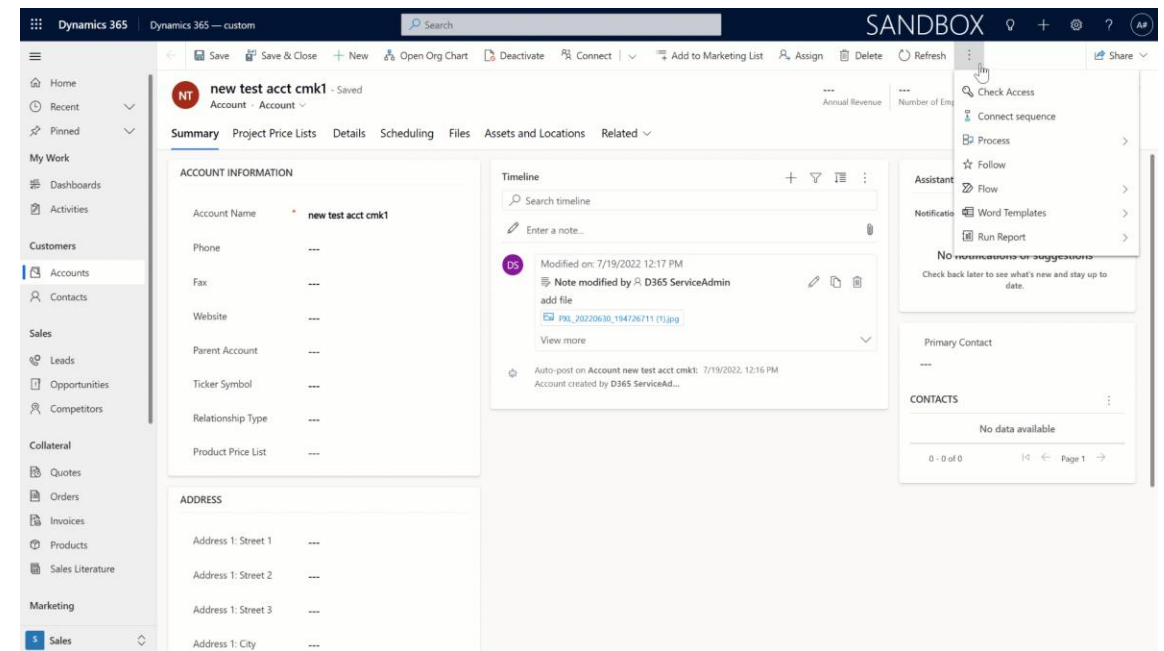 Dynamics 365 Dynamics 365 — custom Search SANDBOX ? A#
Save Save & Close + New Open Org Chart Deactivate Connect Add to Marketing List Assign Delete Refresh Share
Home
Recent
Pinned
My Work
Dashboards
Activities
Customers
Accounts
Contacts
Sales
Leads
Opportunities
Competitors
Collateral
Quotes
Orders
Invoices
Products
Sales Literature
Marketing
S Sales
NT
new test acct cmk1 - Saved
Account · Account
---
Annual Revenue
---
Number of Emp
Summary Project Price Lists Details Scheduling Files Assets and Locations Related
ACCOUNT INFORMATION
Account Name * new test acct cmk1
Phone ---
Fax ---
Website ---
Parent Account ---
Ticker Symbol ---
Relationship Type ---
Product Price List ---
ADDRESS
Address 1: Street 1 ---
Address 1: Street 2 ---
Address 1: Street 3 ---
Address 1: City ---
Timeline
Search timeline
Enter a note...
DS
Modified on: 7/19/2022 12:17 PM
Note modified by D365 ServiceAdmin
add file
PXL_20220630_194726711 (1).jpg
View more
Auto-post on Account new test acct cmk1: 7/19/2022, 12:16 PM
Account created by D365 ServiceAd...
Check Access
Connect sequence
Process
Follow
Flow
Word Templates
Run Report
Assistant
Notificatio
No notifications or suggestions
Check back later to see what's new and stay up to
date.
Primary Contact
---
CONTACTS
No data available
0 - 0 of 0 Page 1